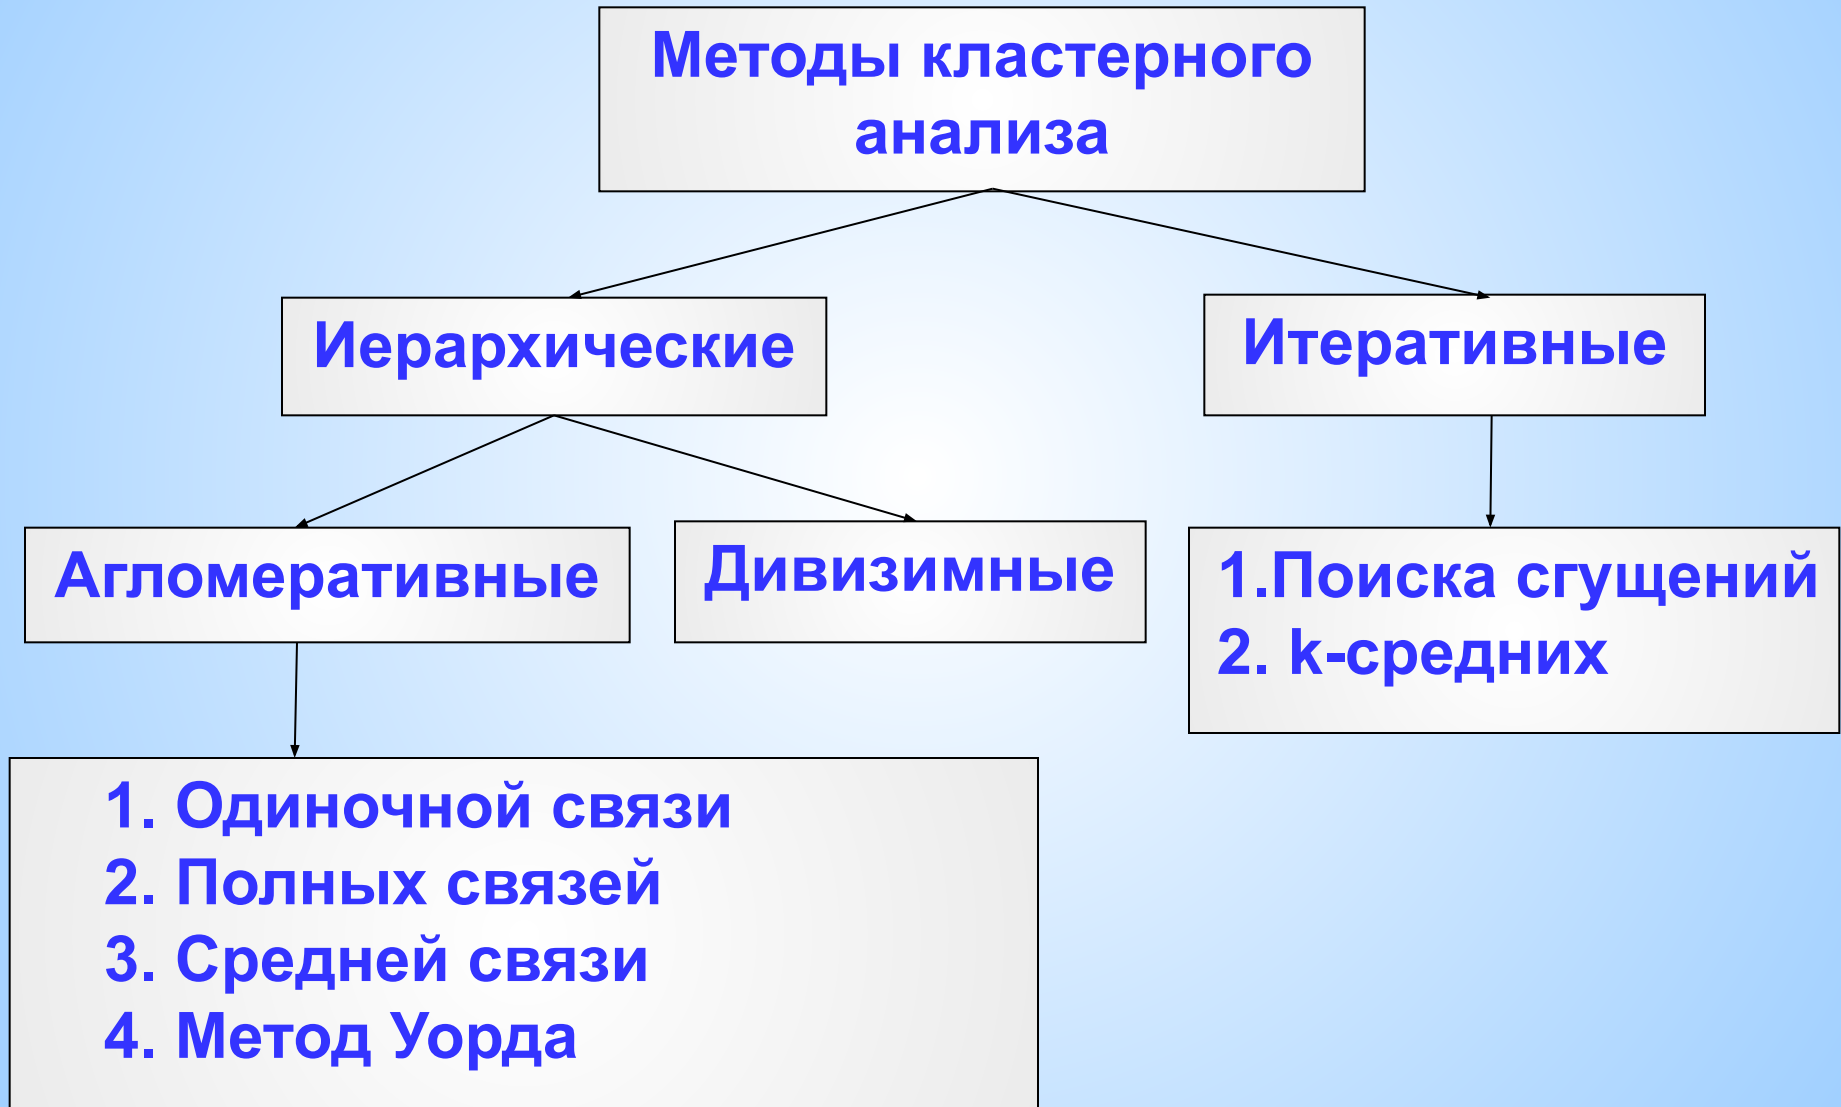 Методы кластерного
анализа
Иерархические
Итеративные
Агломеративные
Дивизимные
1.Поиска сгущений
2. k-средних
1. Одиночной связи
2. Полных связей
3. Средней связи
4. Метод Уорда